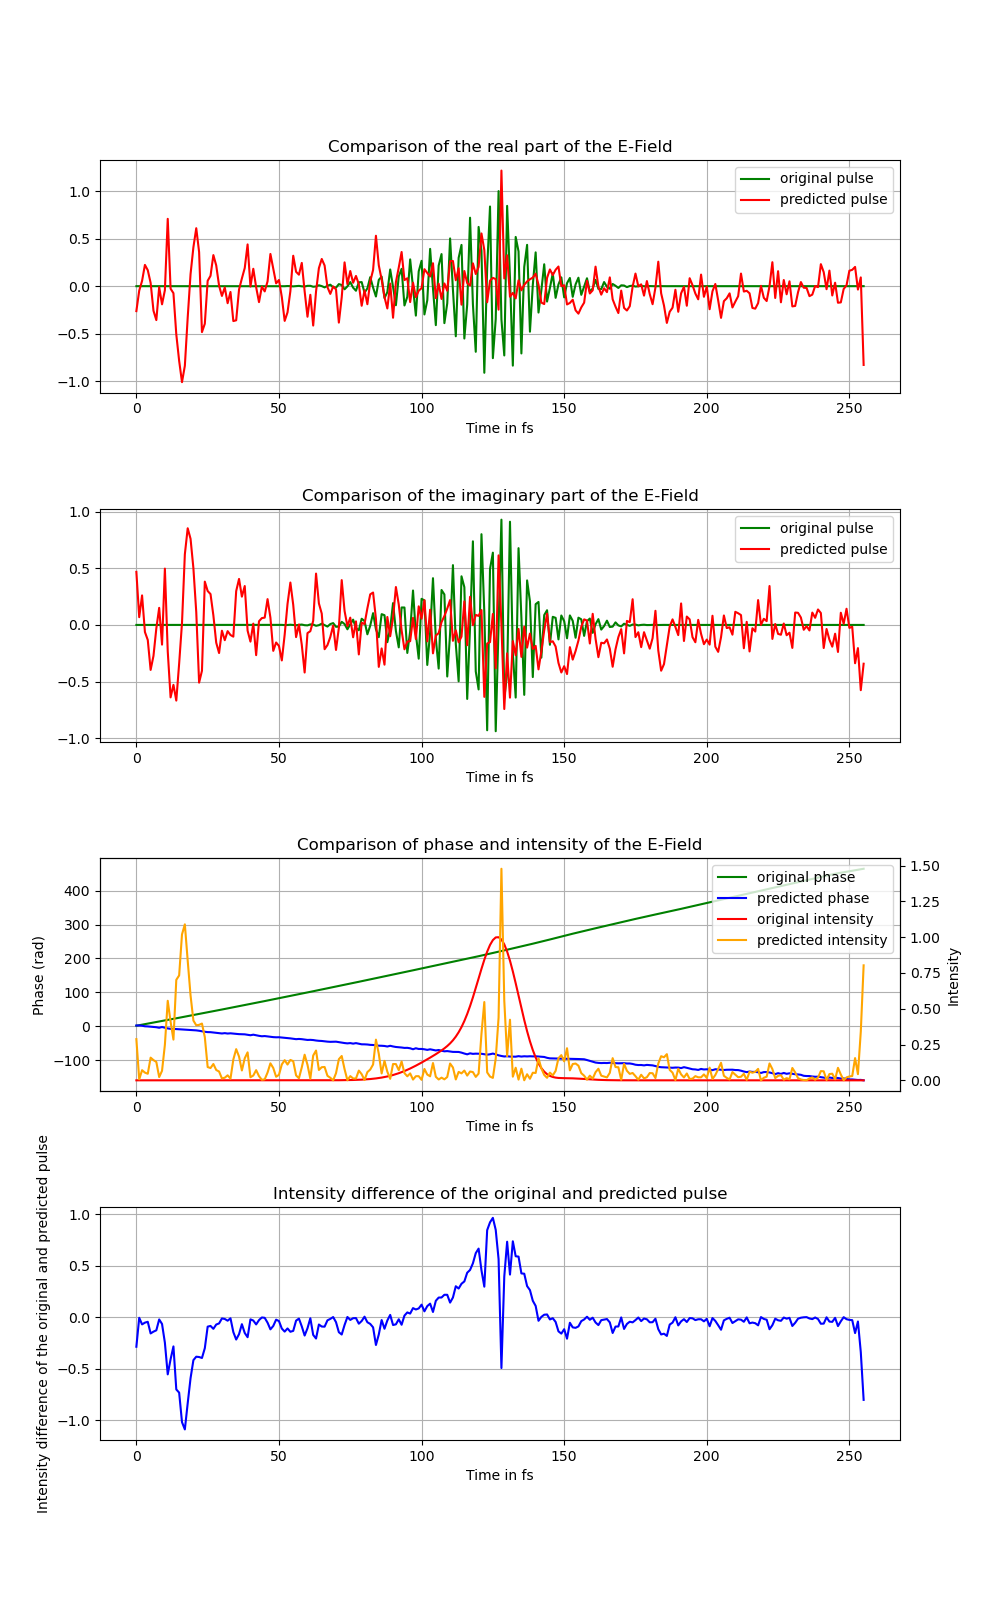 Comparison of the real part of the E-Field
original pulse
predicted pulse
1.0
0.5
0.0
−0.5
−1.0
0 50 100 150 200 250
Time in fs
Comparison of the imaginary part of the E-Field
original pulse
predicted pulse
1.0
0.5
0.0
−0.5
−1.0
0 50 100 150 200 250
Time in fs
Comparison of phase and intensity of the E-Field
original phase
predicted phase
original intensity
predicted intensity
Phase (rad)
400
300
200
100
0
−100
1.50
1.25
1.00
0.75
0.50
0.25
0.00
Intensity
0 50 100 150 200 250
Time in fs
Intensity difference of the original and predicted pulse
Intensity difference of the original and predicted pulse
1.0
0.5
0.0
−0.5
−1.0
0 50 100 150 200 250
Time in fs